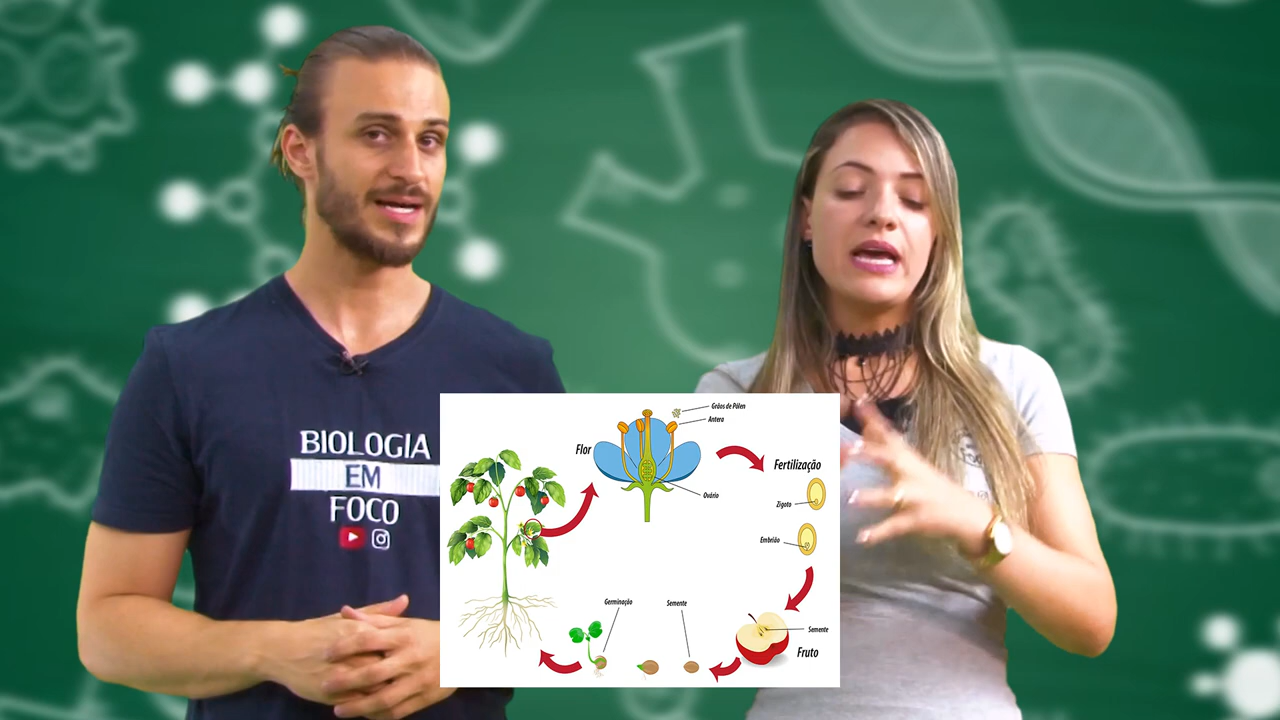 BIOLOGIA
EM
FOCO
Grãos de Pólen
Antera
Flor
Fertilização
Ovário
Zigoto
Embrião
Germinação
Semente
Semente
Fruto